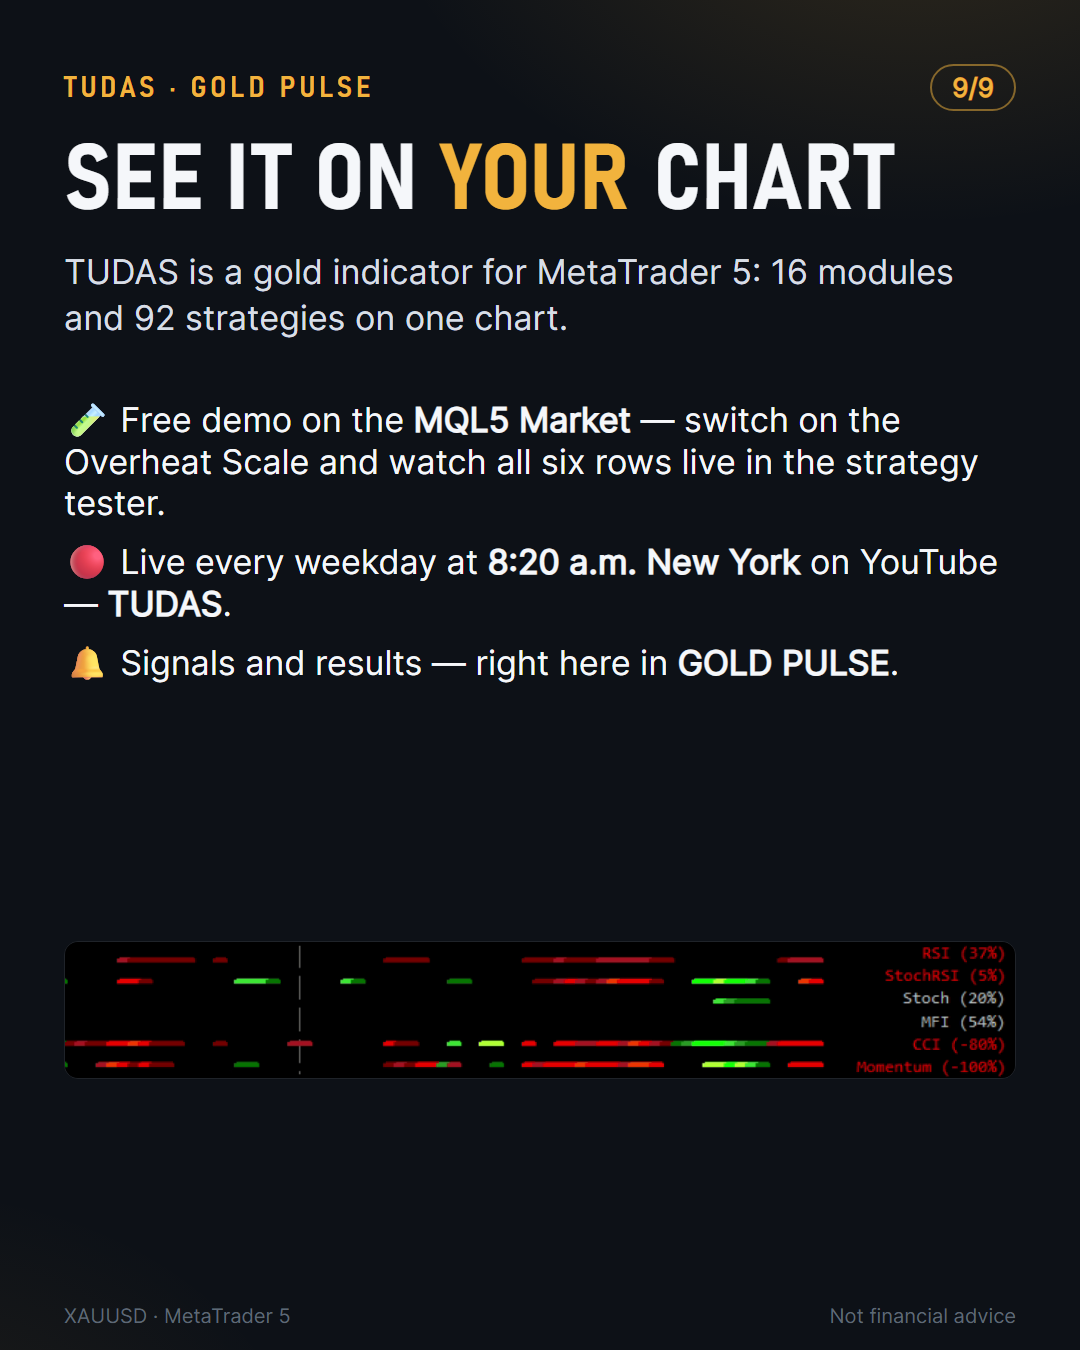 TUDAS · GOLD PULSE
9/9
SEE IT ON YOUR CHART
TUDAS is a gold indicator for MetaTrader 5: 16 modules
and 92 strategies on one chart.
🧪 Free demo on the MQL5 Market — switch on the
Overheat Scale and watch all six rows live in the strategy
tester.
🔴 Live every weekday at 8:20 a.m. New York on YouTube
— TUDAS.
🔔 Signals and results — right here in GOLD PULSE.
RSI (37%)
StochRSI (5%)
Stoch (20%)
MFI (54%)
CCI (-80%)
Momentum (-100%)
XAUUSD · MetaTrader 5
Not financial advice